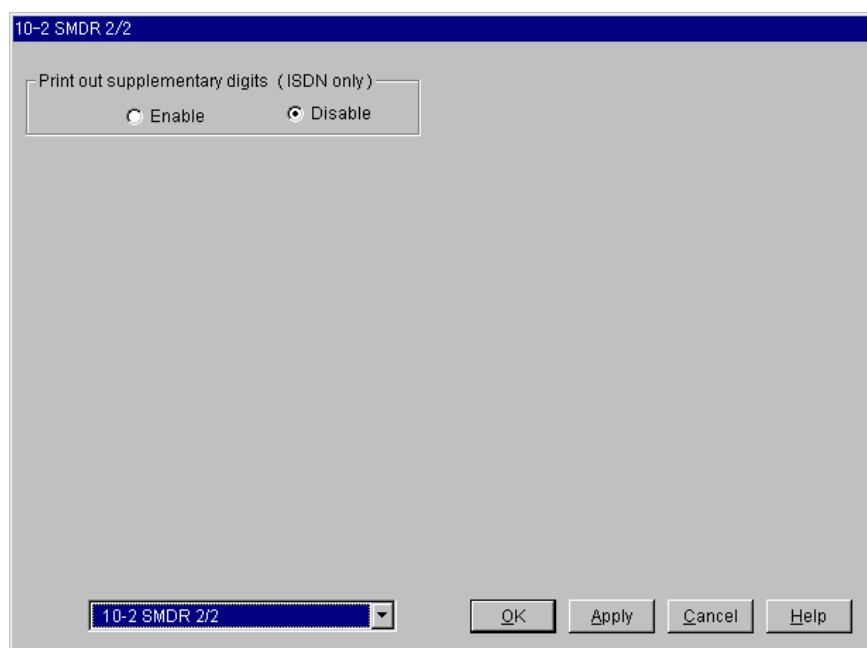 10-2 SMDR 2/2
Print out supplementary digits ( ISDN only )
Enable Disable
10-2 SMDR 2/2 OK Apply Cancel Help